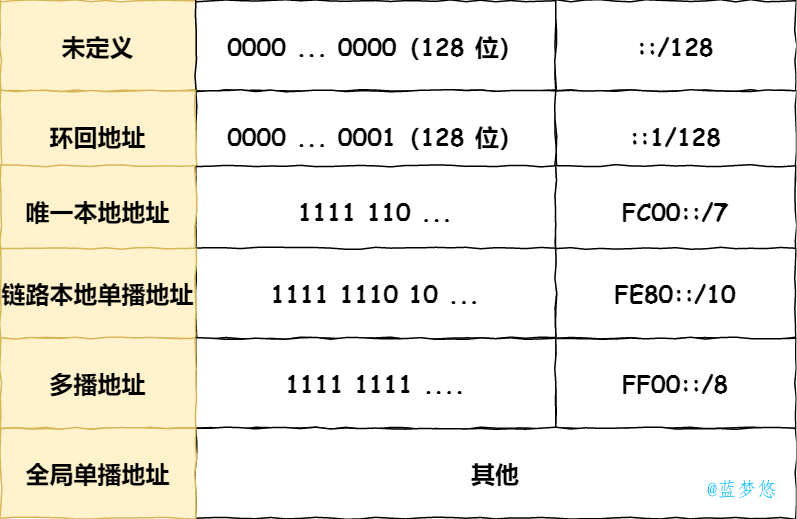 未定义 0000 ... 0000 (128 位) ::/128
环回地址 0000 ... 0001 (128 位) ::1/128
唯一本地地址 1111 110 ... FC00::/7
链路本地单播地址 1111 1110 10 ... FE80::/10
多播地址 1111 1111 .... FF00::/8
全局单播地址 其他
@蓝梦悠